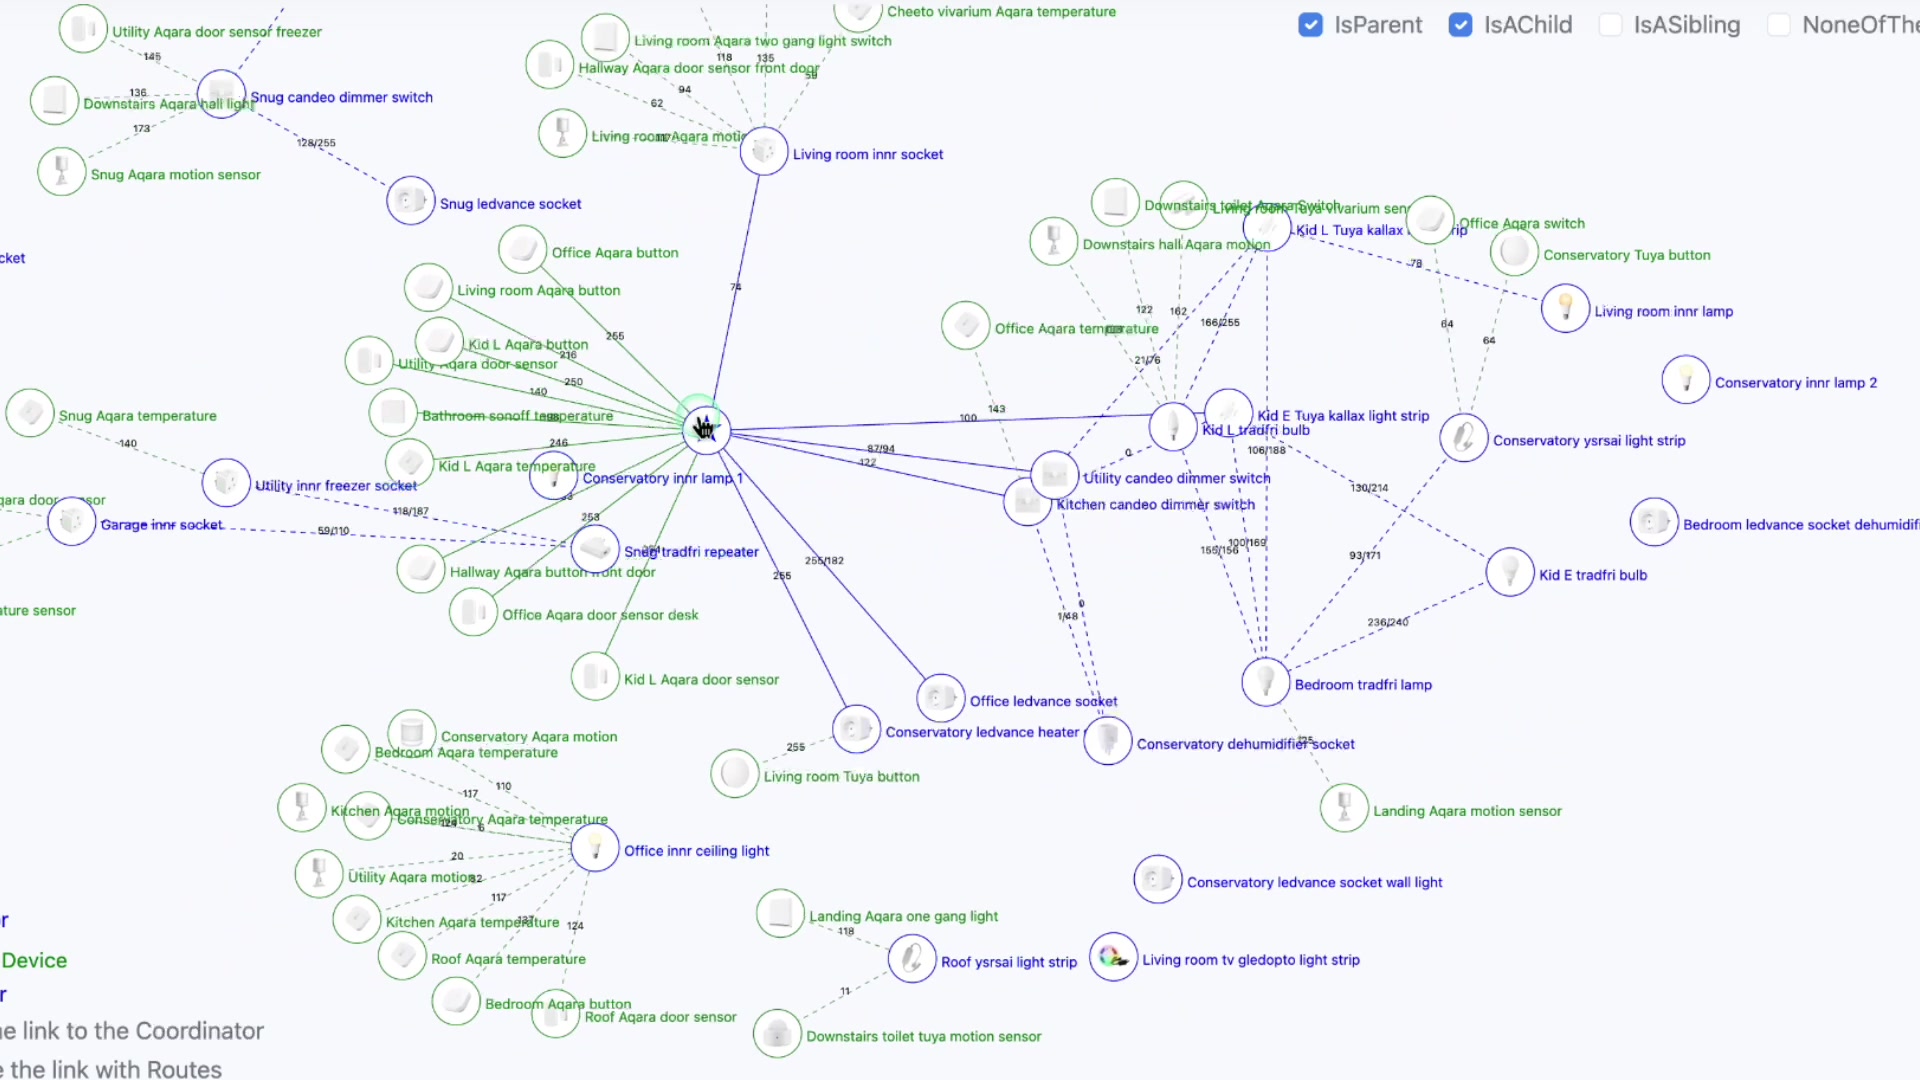 Cheeto vivarium Aqara temperature
IsParent
IsAChild
IsASibling
NoneOfThe
Utility Aqara door sensor freezer
Living room Aqara two gang light switch
145
118
135
Hallway Aqara door sensor front door
59
136
94
Snug candeo dimmer switch
Downstairs Aqara hall light
62
173
Living room Aqara motio
128/255
Living room innr socket
Snug Aqara motion sensor
Snug ledvance socket
Downstairs toilet Aqara Switch
Living room Tuya vivarium sens
Office Aqara switch
Kid L Tuya kallax
rip
Downstairs hall Aqara motion
Office Aqara button
cket
Conservatory Tuya button
78
74
Living room Aqara button
122
162
Living room innr lamp
166/255
64
Office Aqara temperature
255
64
Kid L Aqara button
216
21/76
Utility Aqara door sensor
250
140
Conservatory innr lamp 2
143
100
Snug Aqara temperature
Bathroom sonoff temperature
Kid E Tuya kallax light strip
Kid L tradfri bulb
140
246
87/94
122
0
106/188
Conservatory ysrsai light strip
Kid L Aqara temperature
Conservatory innr lamp 1
Utility candeo dimmer switch
Utility innr freezer socket
130/214
qara door
sor
Kitchen candeo dimmer switch
118/187
253
Garage innr socket
59/110
Bedroom ledvance socket dehumidifi
Snug tradfri repeater
100/169
155/156
93/171
255/182
Hallway Aqara button front door
255
Kid E tradfri bulb
0
ature sensor
Office Aqara door sensor desk
1/48
236/240
Kid L Aqara door sensor
Bedroom tradfri lamp
Office ledvance socket
Conservatory Aqara motion
Conservatory ledvance heater
Conservatory dehumidifier socket
Bedroom Aqara temperature
255
Living room Tuya button
110
117
Kitchen Aqara motion
Conservatory Aqara temperature
Landing Aqara motion sensor
124
6
Office innr ceiling light
20
Utility Aqara motion
82
Conservatory ledvance socket wall light
117
Kitchen Aqara temperature
137
124
Landing Aqara one gang light
118
r
Roof Aqara temperature
Device
Roof ysrsai light strip
Living room tv gledopto light strip
r
11
Bedroom Aqara button
Roof Aqara door sensor
e link to the Coordinator
Downstairs toilet tuya motion sensor
e the link with Routes